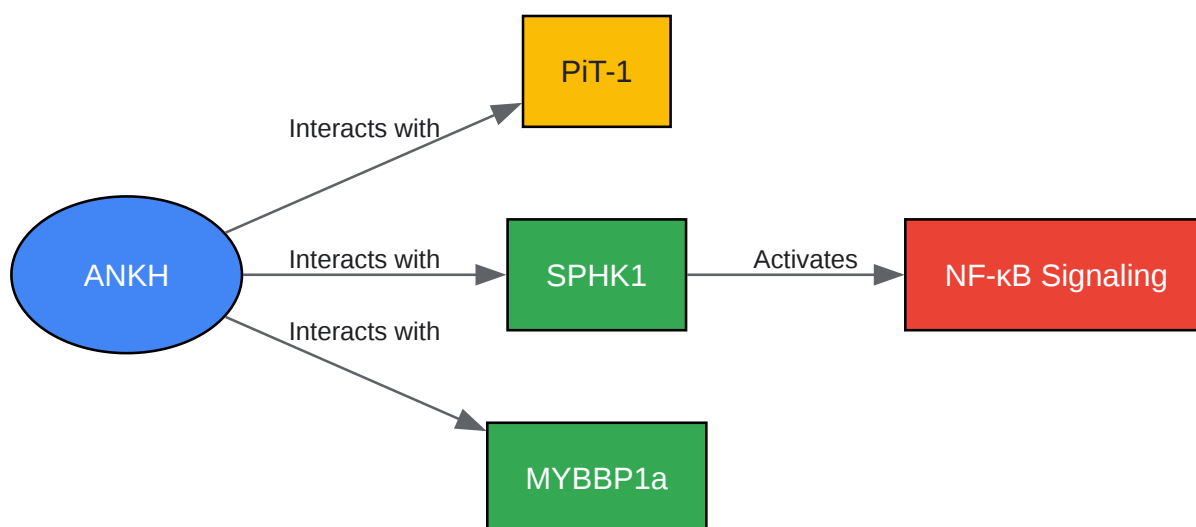 PiT-1
Interacts with
ANKH
Interacts with
SPHK1
Activates
NF-κB Signaling
Interacts with
MYBBP1a